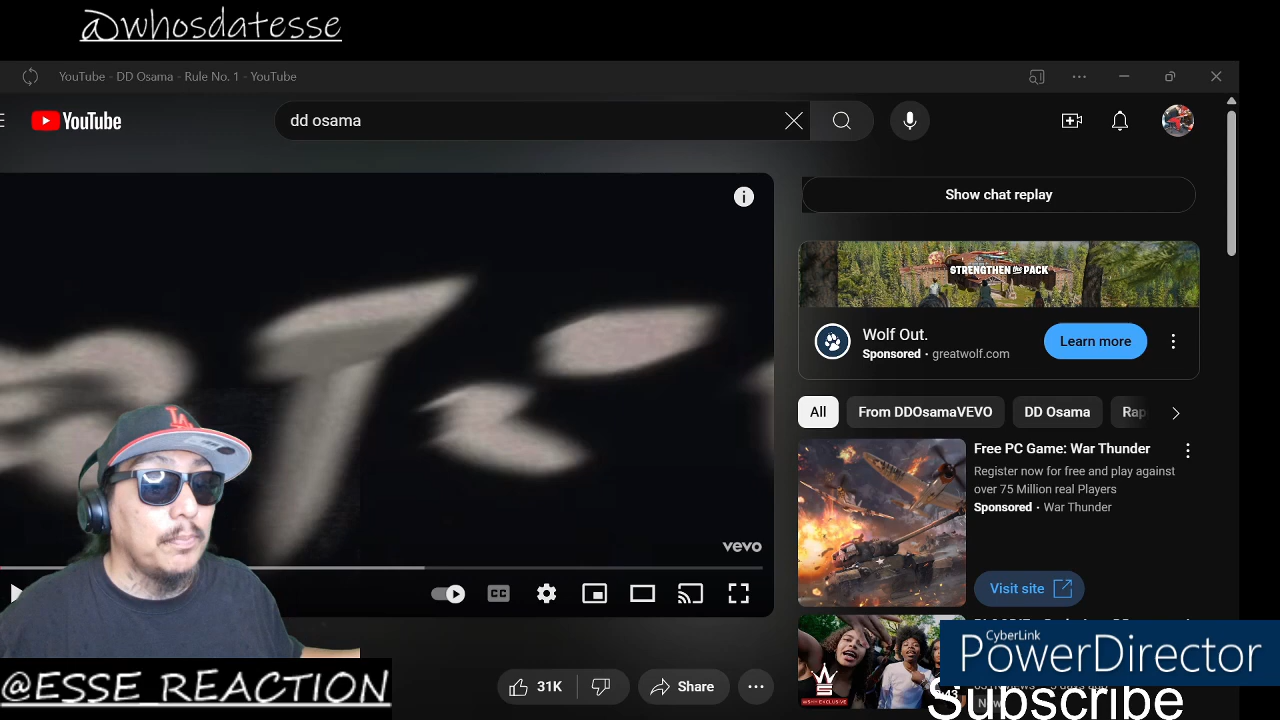 @whosdatesse
YouTube - DD Osama - Rule No. 1 - YouTube
YouTube
dd osama
Show chat replay
STRENGTHEN the PACK
Wolf Out.
Sponsored • greatwolf.com
Learn more
All
From DDOsamaVEVO
DD Osama
Rap
Free PC Game: War Thunder
Register now for free and play against
over 75 Million real Players
Sponsored • War Thunder
Visit site
vevo
CC
LA
31K
Share
@ESSE REACTION
CyberLink
PowerDirector
Subscribe